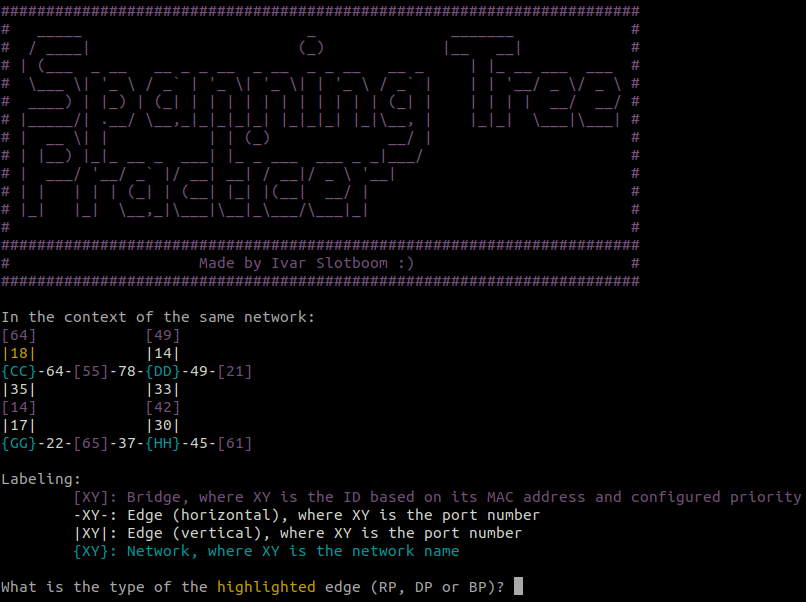 Spanning Tree
Practicer
Made by Ivar Slotboom :)
In the context of the same network:
[64]            [49]
|18|            |14|
{CC}-64-[55]-78-{DD}-49-[21]
|35|            |33|
[14]            [42]
|17|            |30|
{GG}-22-[65]-37-{HH}-45-[61]
Labeling:
[XY]: Bridge, where XY is the ID based on its MAC address and configured priority
-XY-: Edge (horizontal), where XY is the port number
|XY|: Edge (vertical), where XY is the port number
{XY}: Network, where XY is the network name
What is the type of the highlighted edge (RP, DP or BP)?